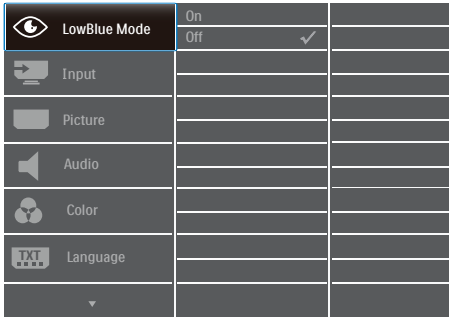 LowBlue Mode
On
Off
Input
Picture
Audio
Color
TXT
Language